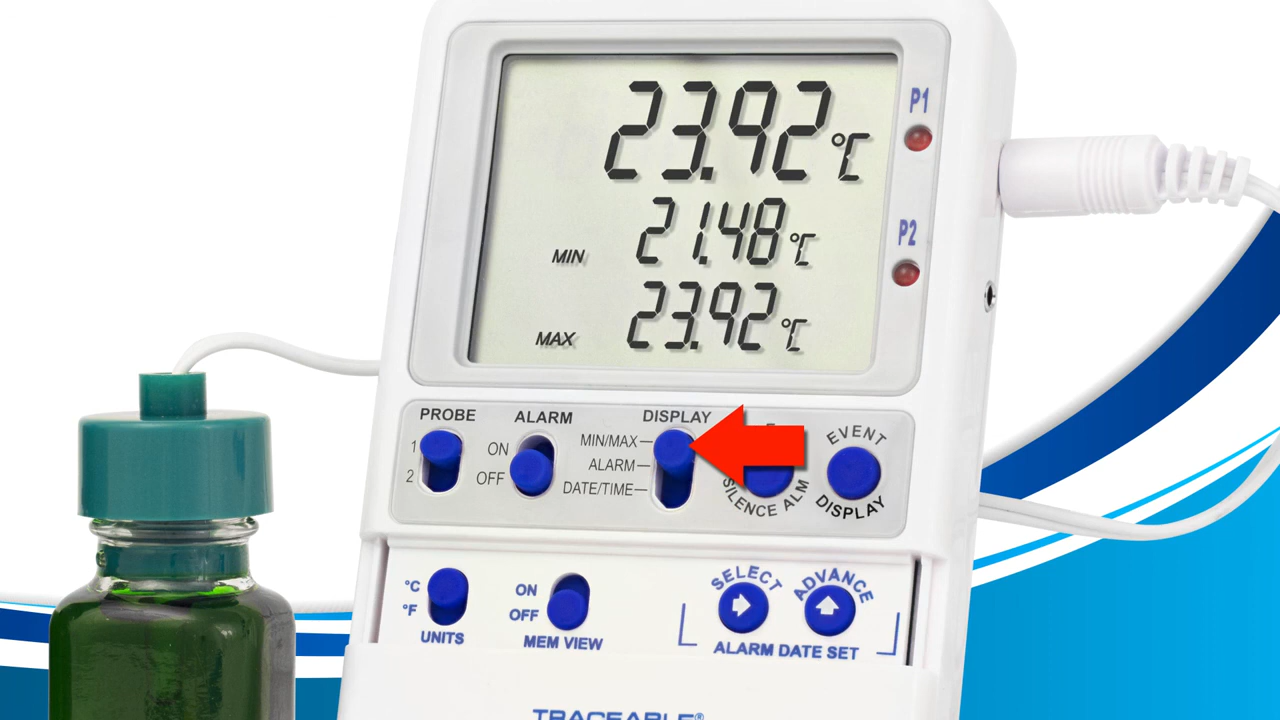 23.92 °C
P1
MIN 21.48 °C
P2
MAX 23.92 °C
PROBE ALARM DISPLAY
1 ON MIN/MAX EVENT
2 OFF ALARM DISPLAY
DATE/TIME
SILENCE ALM
°C ON SELECT ADVANCE
°F OFF
UNITS MEM VIEW ALARM DATE SET
TRACEABLE®